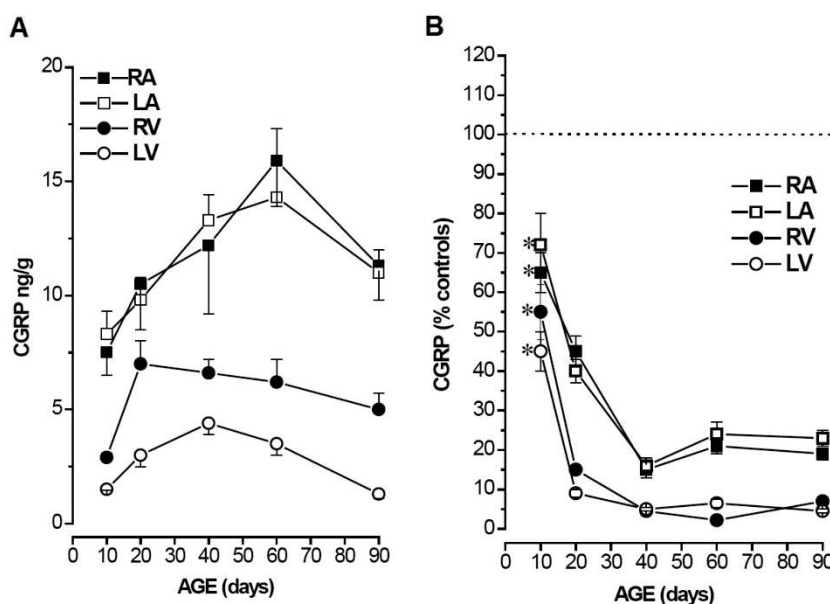 A
CGRP ng/g
20
15
10
5
0
RA
LA
RV
LV
0 10 20 30 40 50 60 70 80 90
AGE (days)
B
CGRP (% controls)
120
110
100
90
80
70
60
50
40
30
20
10
0
RA
LA
RV
LV
*
*
*
*
0 10 20 30 40 50 60 70 80 90
AGE (days)